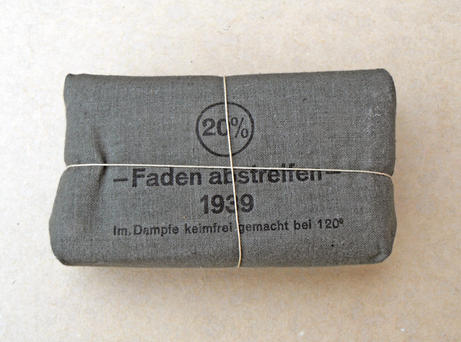 20%
–Faden abstreifen–
1939
Im Dampfe keimfrei gemacht bei 120°